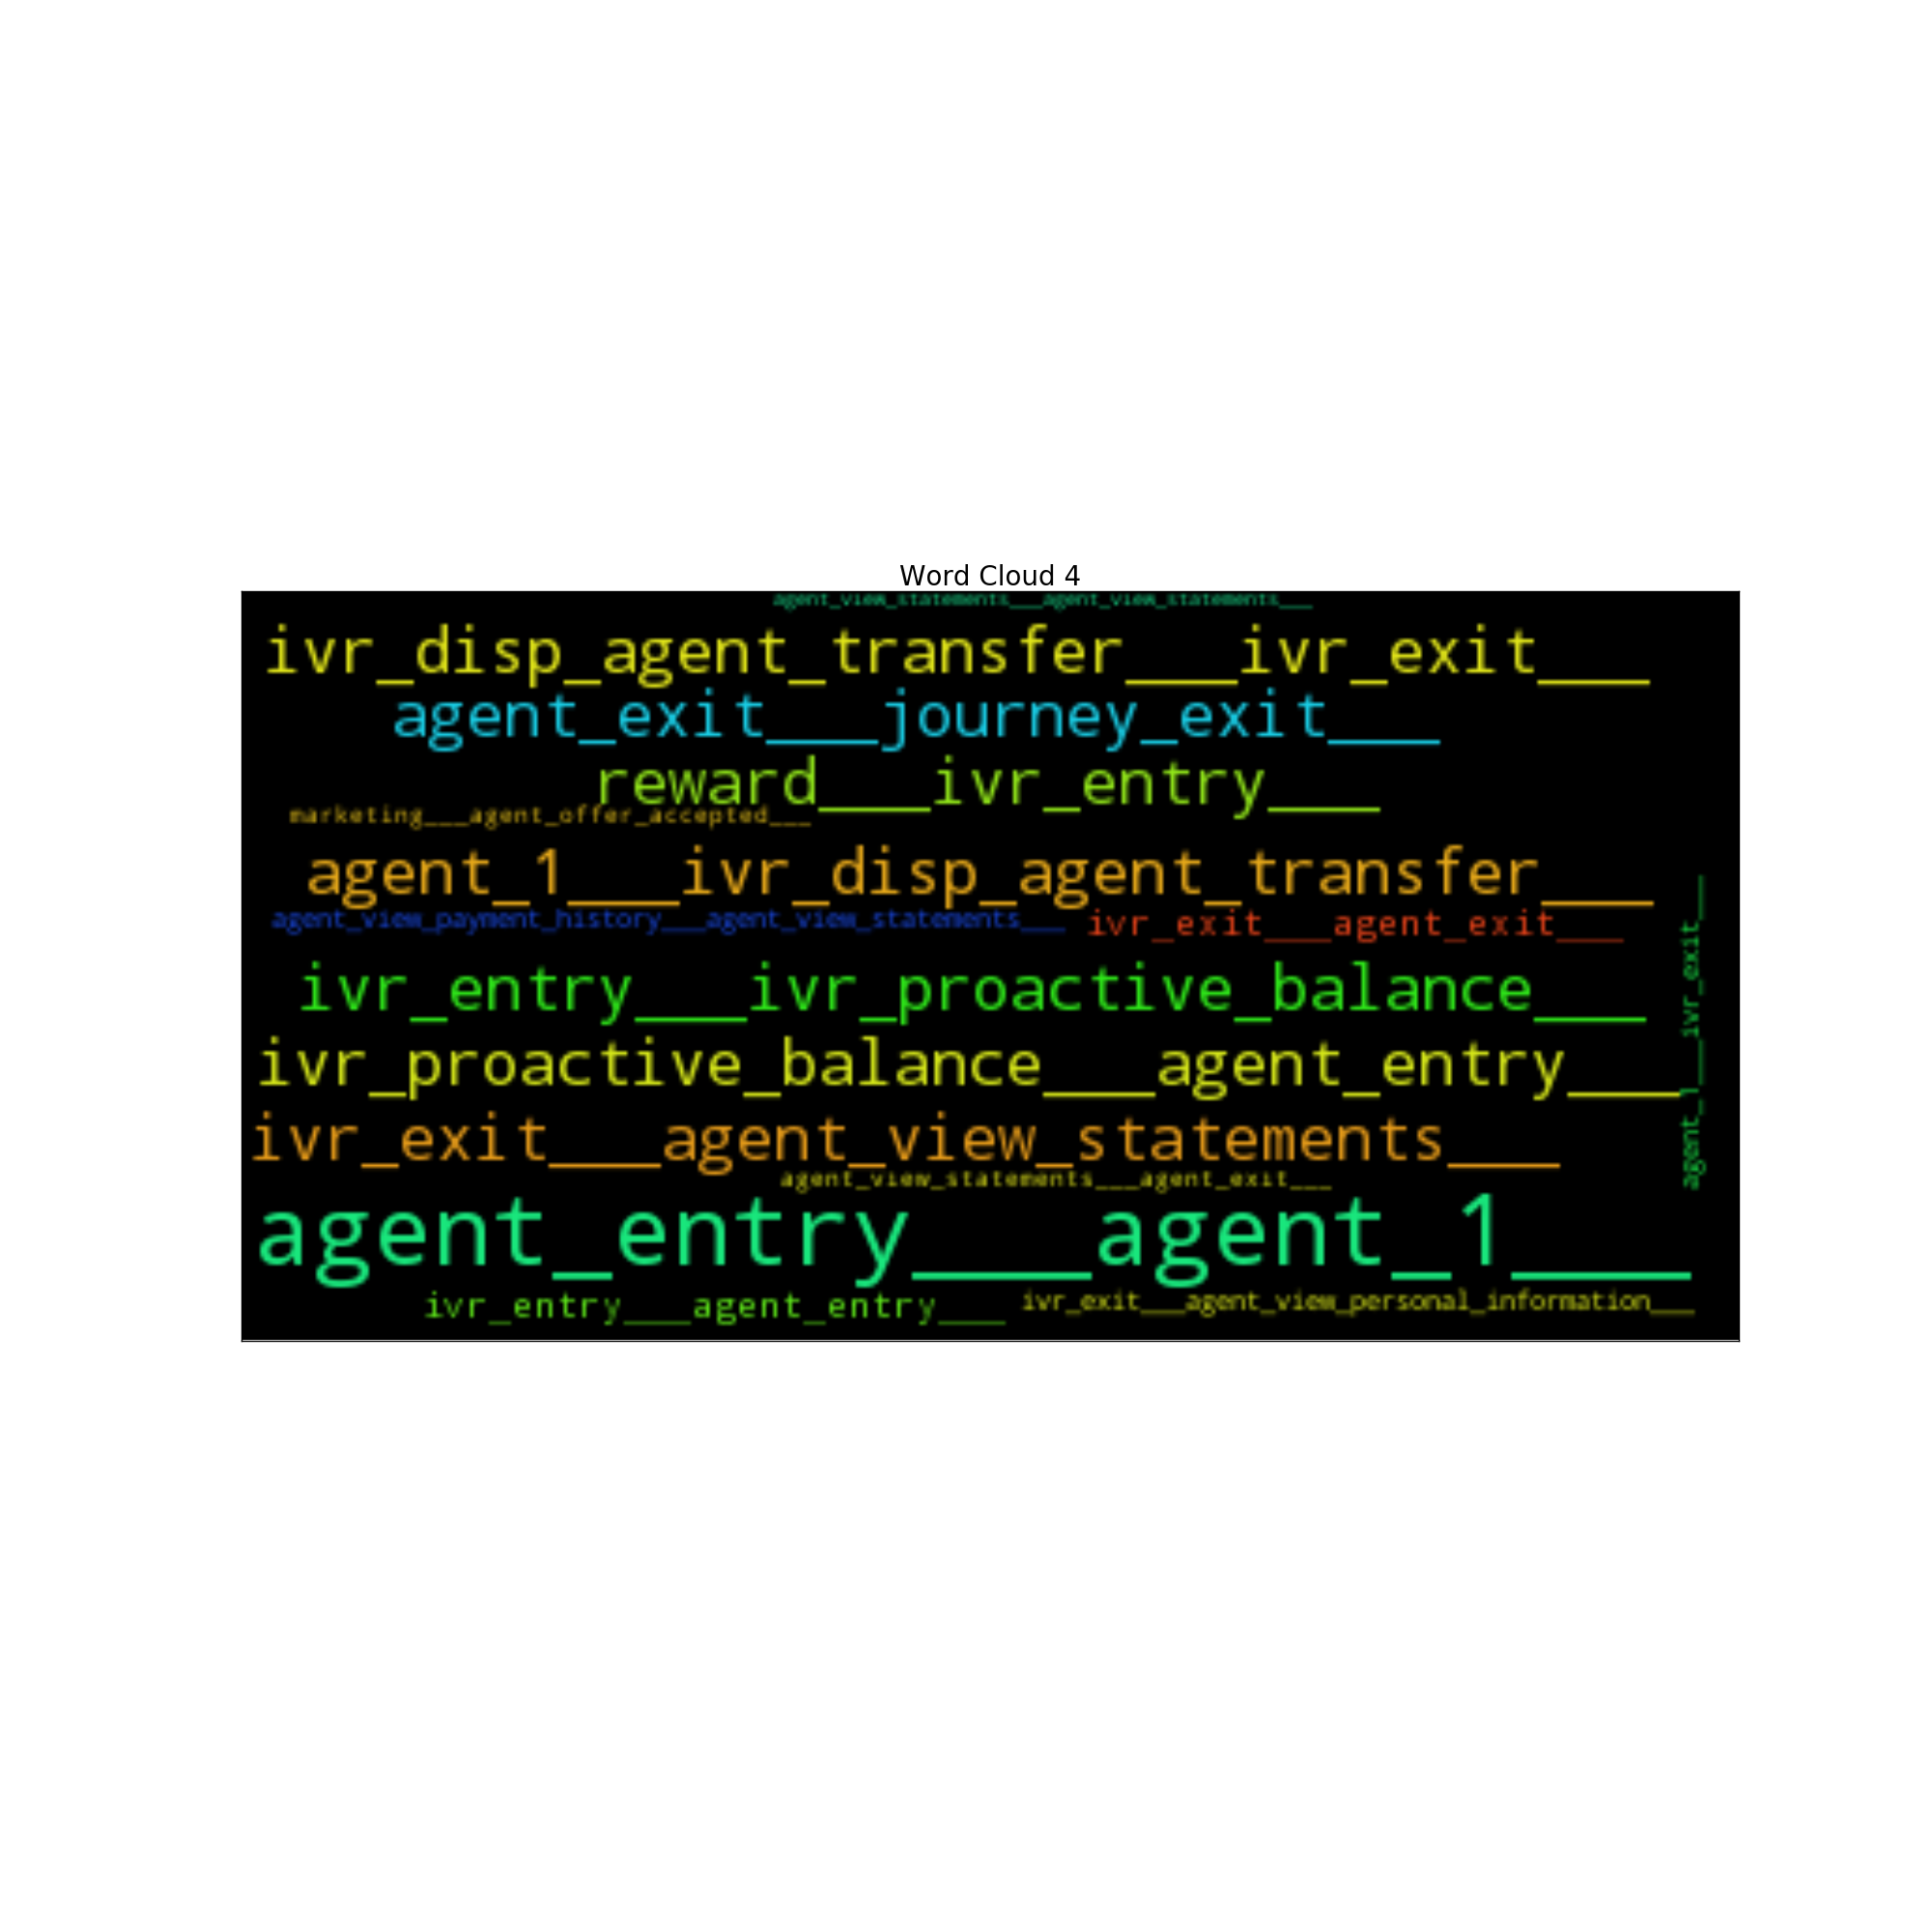 Word Cloud 4
agent_view_statements___agent_view_statements___
ivr_disp_agent_transfer___ivr_exit___
agent_exit___journey_exit___
reward___ivr_entry___
marketing___agent_offer_accepted___
agent_1___ivr_disp_agent_transfer___
agent_view_payment_history___agent_view_statements___
ivr_exit___agent_exit___
ivr_entry___ivr_proactive_balance___
ivr_proactive_balance___agent_entry___
agent_1___ivr_exit___
ivr_exit___agent_view_statements___
agent_view_statements___agent_exit___
agent_entry___agent_1___
ivr_entry___agent_entry___
ivr_exit___agent_view_personal_information___